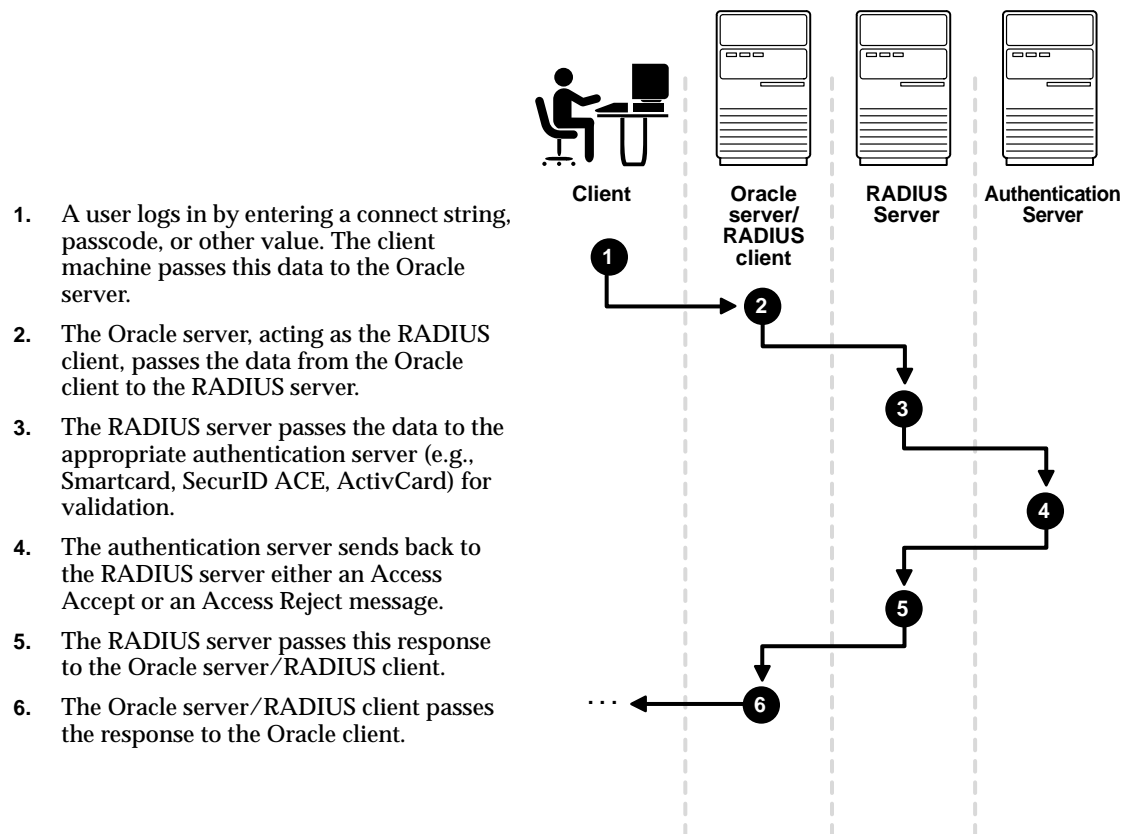 Client
Oracle
server/
RADIUS
client
RADIUS
Server
Authentication
Server
1. A user logs in by entering a connect string,
passcode, or other value. The client
machine passes this data to the Oracle
server.
2. The Oracle server, acting as the RADIUS
client, passes the data from the Oracle
client to the RADIUS server.
3. The RADIUS server passes the data to the
appropriate authentication server (e.g.,
Smartcard, SecurID ACE, ActivCard) for
validation.
4. The authentication server sends back to
the RADIUS server either an Access
Accept or an Access Reject message.
5. The RADIUS server passes this response
to the Oracle server/RADIUS client.
6. The Oracle server/RADIUS client passes
the response to the Oracle client.
1
2
3
4
5
. . .
6